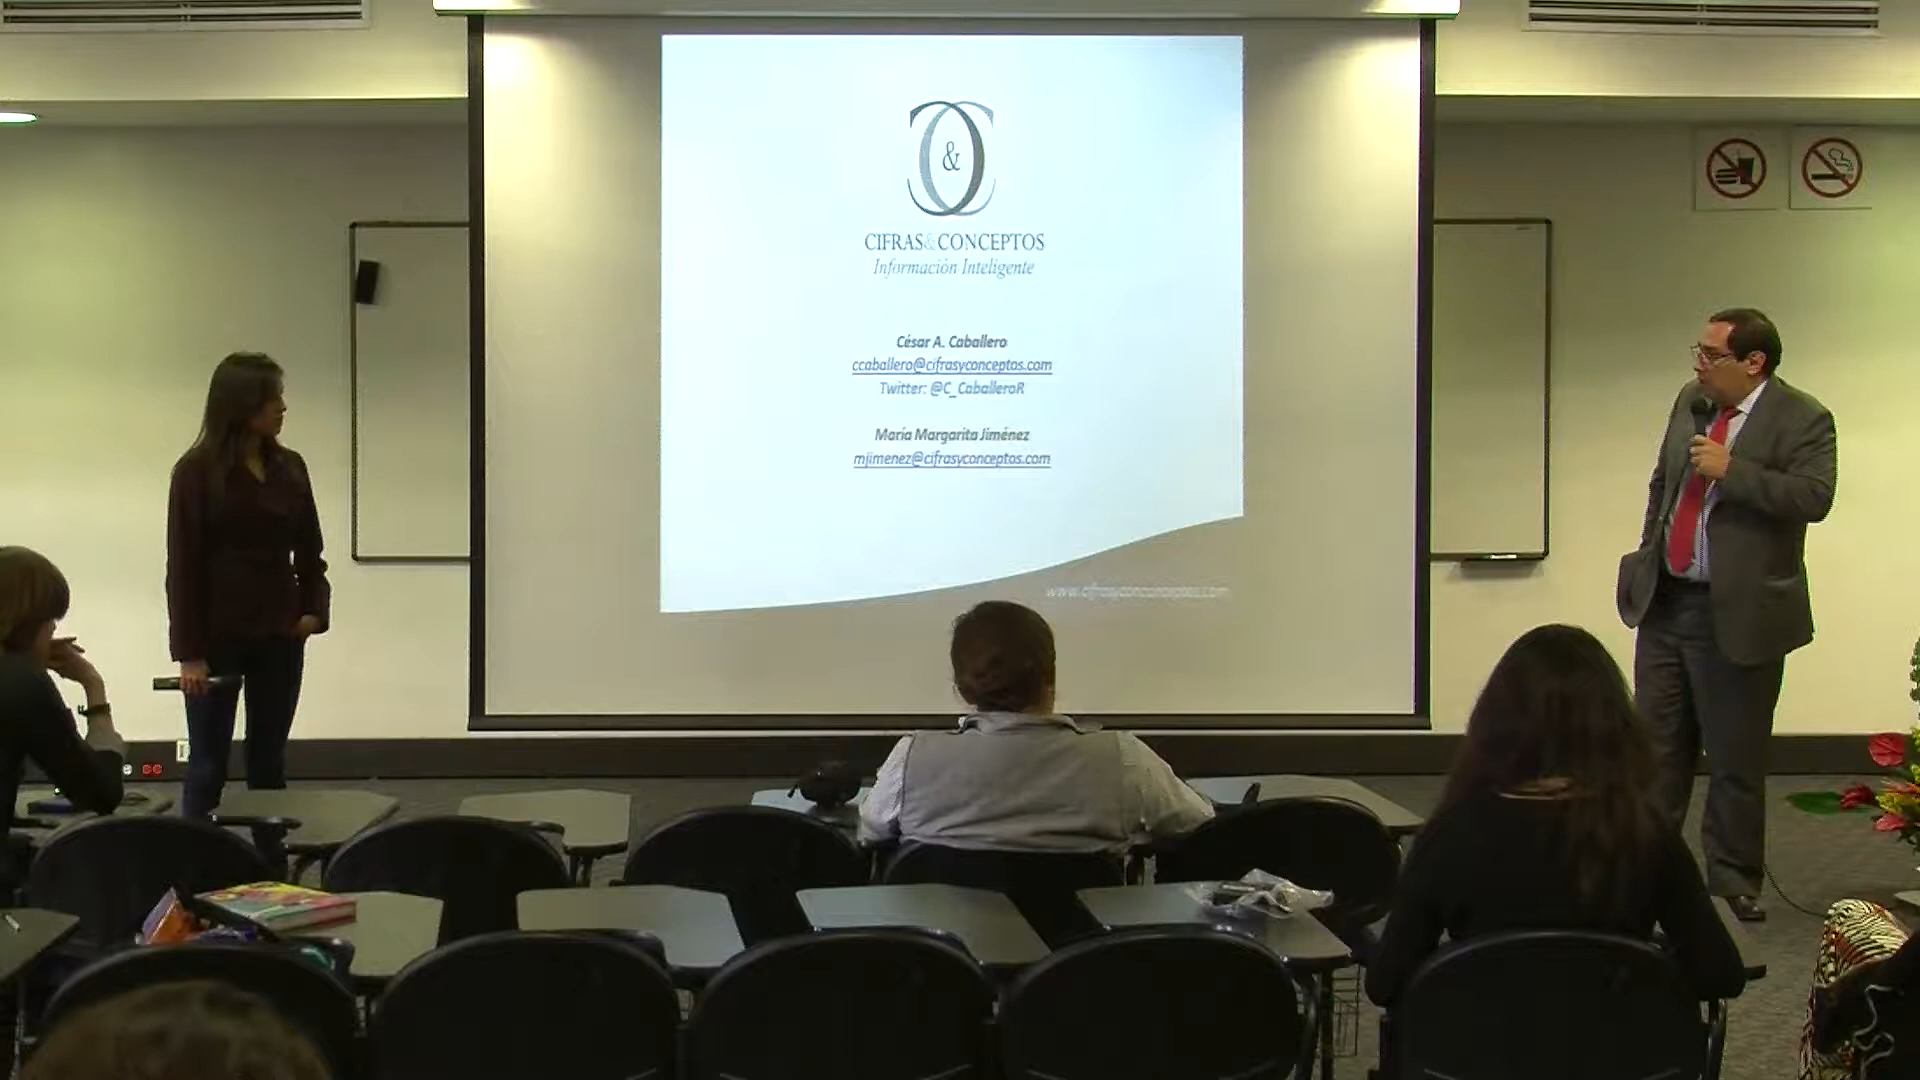 &
CIFRAS&CONCEPTOS
Información Inteligente
César A. Caballero
ccaballero@cifrasyconceptos.com
Twitter: @C_CaballeroR
María Margarita Jiménez
mjimenez@cifrasyconceptos.com
www.cifrasyconceptos.com